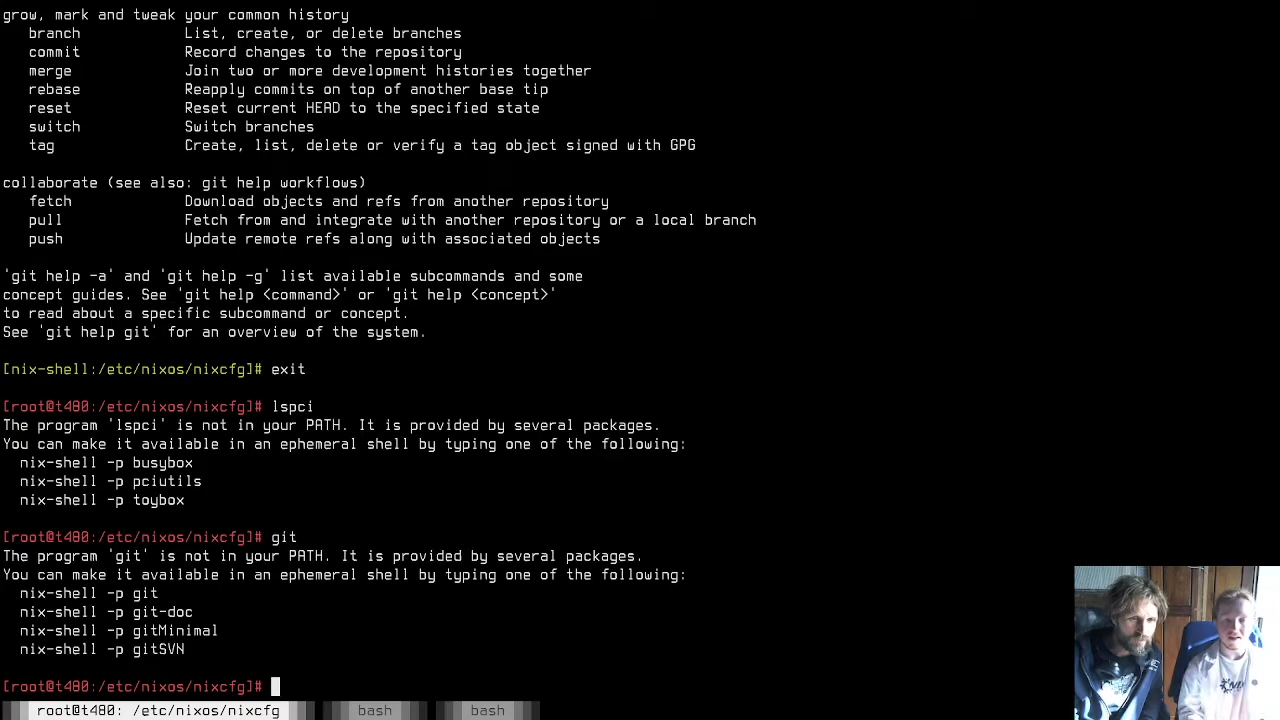 grow, mark and tweak your common history
branch List, create, or delete branches
commit Record changes to the repository
merge Join two or more development histories together
rebase Reapply commits on top of another base tip
reset Reset current HEAD to the specified state
switch Switch branches
tag Create, list, delete or verify a tag object signed with GPG
collaborate (see also: git help workflows)
fetch Download objects and refs from another repository
pull Fetch from and integrate with another repository or a local branch
push Update remote refs along with associated objects
'git help -a' and 'git help -g' list available subcommands and some
concept guides. See 'git help <command>' or 'git help <concept>'
to read about a specific subcommand or concept.
See 'git help git' for an overview of the system.
[nix-shell:/etc/nixos/nixcfg]# exit
[root@t480:/etc/nixos/nixcfg]# lspci
The program 'lspci' is not in your PATH. It is provided by several packages.
You can make it available in an ephemeral shell by typing one of the following:
nix-shell -p busybox
nix-shell -p pciutils
nix-shell -p toybox
[root@t480:/etc/nixos/nixcfg]# git
The program 'git' is not in your PATH. It is provided by several packages.
You can make it available in an ephemeral shell by typing one of the following:
nix-shell -p git
nix-shell -p git-doc
nix-shell -p gitMinimal
nix-shell -p gitSVN
[root@t480:/etc/nixos/nixcfg]#
root@t480: /etc/nixos/nixcfg bash bash